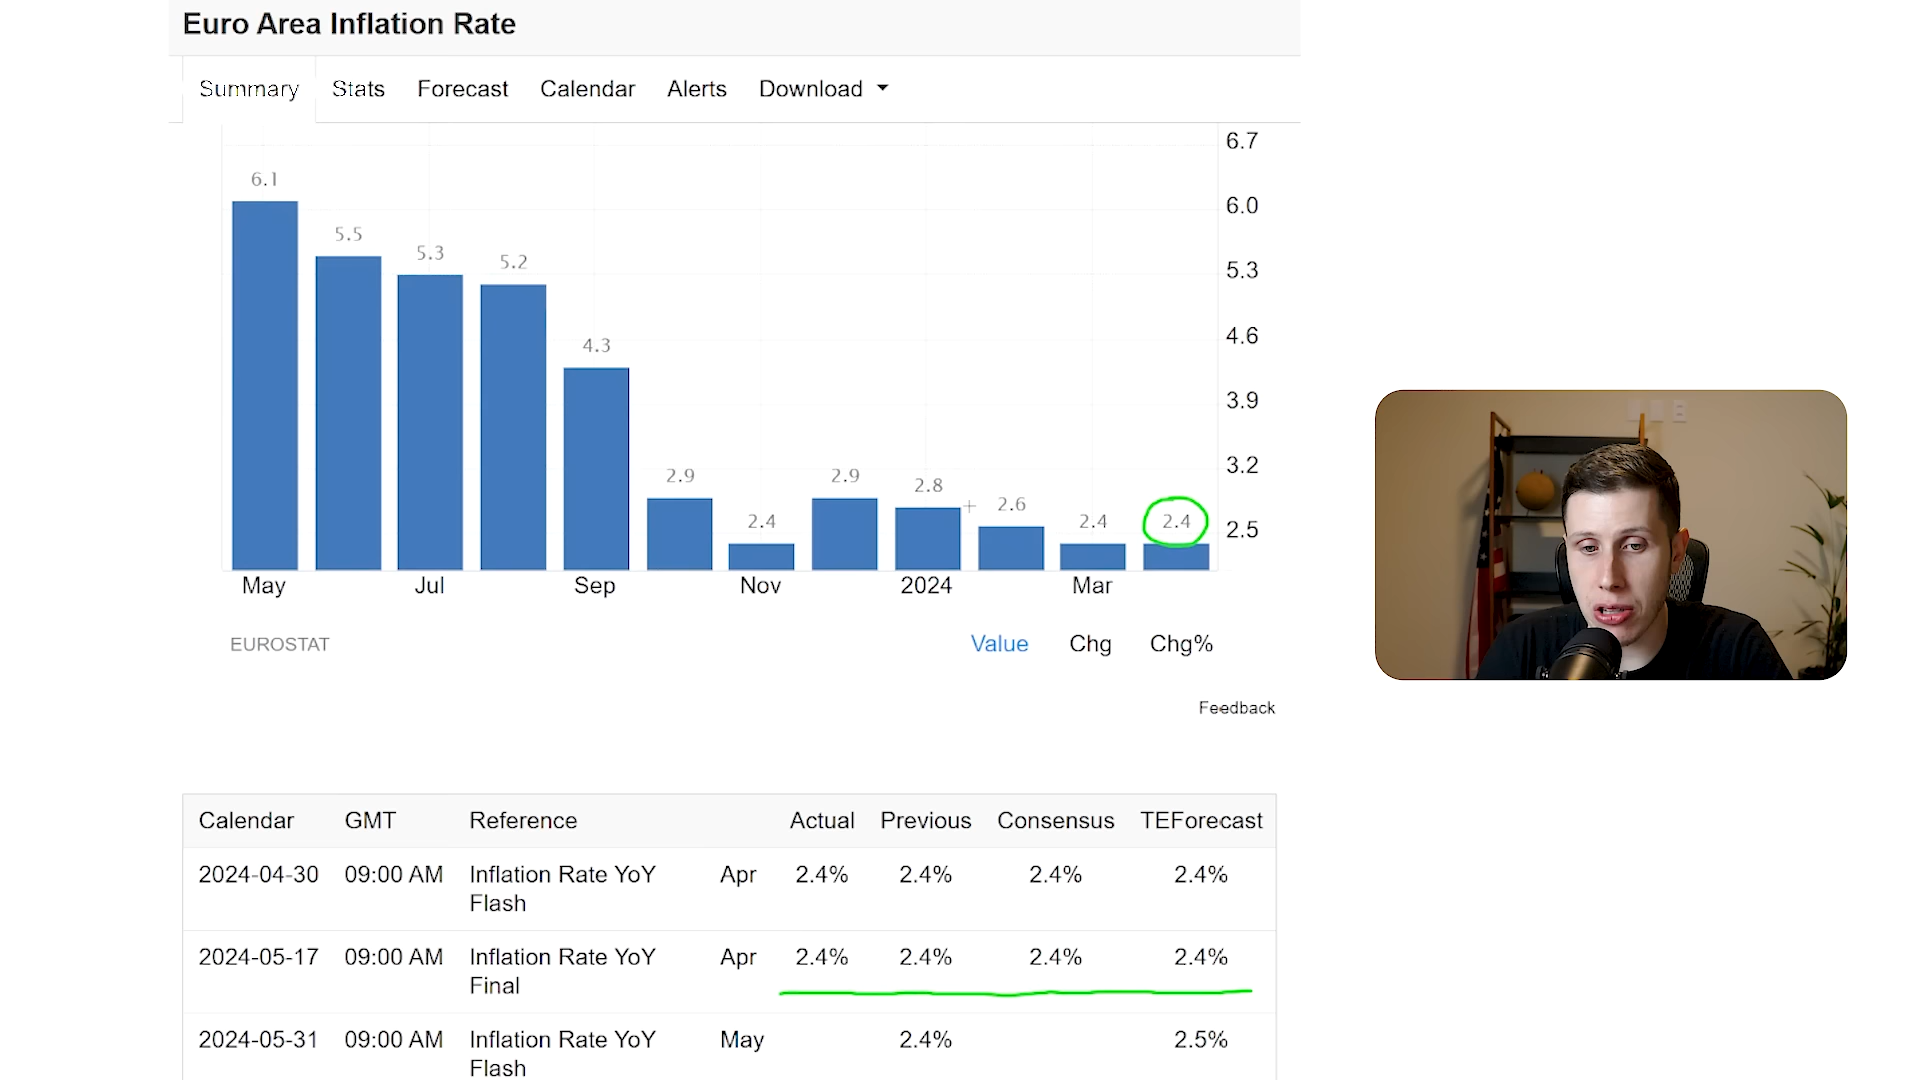 Euro Area Inflation Rate
Summary Stats Forecast Calendar Alerts Download
6.7
6.1
6.0
5.5
5.3
5.2
5.3
4.6
4.3
3.9
3.2
2.9
2.4
2.9
2.8
2.6
2.4
2.4
2.5
May Jul Sep Nov 2024 Mar
EUROSTAT Value Chg Chg%
Feedback
Calendar GMT Reference Actual Previous Consensus TEForecast
2024-04-30 09:00 AM Inflation Rate YoY Apr 2.4% 2.4% 2.4% 2.4%
Flash
2024-05-17 09:00 AM Inflation Rate YoY Apr 2.4% 2.4% 2.4% 2.4%
Final
2024-05-31 09:00 AM Inflation Rate YoY May 2.4% 2.5%
Flash